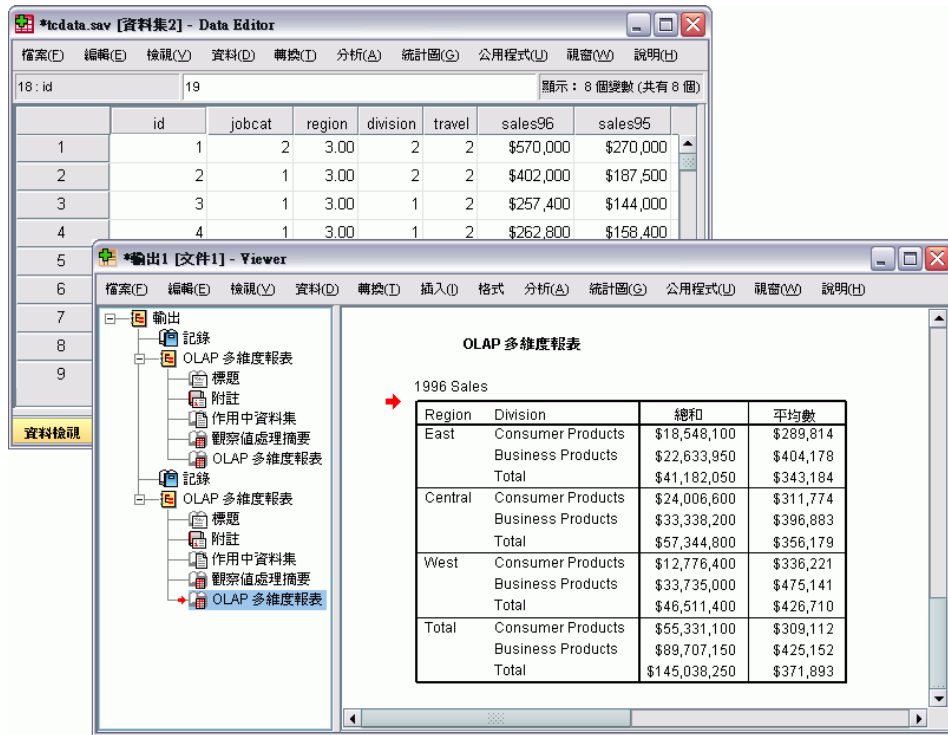 *tcdata.sav [資料集2] - Data Editor
檔案(F) 編輯(E) 檢視(V) 資料(D) 轉換(T) 分析(A) 統計圖(G) 公用程式(U) 視窗(W) 說明(H)
18 : id 19 顯示： 8 個變數 (共有 8 個)
id jobcat region division travel sales96 sales95
1 1 2 3.00 2 2 $570,000 $270,000
2 2 1 3.00 2 2 $402,000 $187,500
3 3 1 3.00 1 2 $257,400 $144,000
4 4 1 3.00 1 2 $262,800 $158,400
5
6
7
8
9
資料檢視
*輸出1 [文件1] - Viewer
檔案(F) 編輯(E) 檢視(V) 資料(D) 轉換(T) 插入(I) 格式 分析(A) 統計圖(G) 公用程式(U) 視窗(W) 說明(H)
輸出
記錄
OLAP 多維度報表
標題
附註
作用中資料集
觀察值處理摘要
OLAP 多維度報表
記錄
OLAP 多維度報表
標題
附註
作用中資料集
觀察值處理摘要
OLAP 多維度報表
OLAP 多維度報表
1996 Sales
Region Division 總和 平均數
East Consumer Products $18,548,100 $289,814
Business Products $22,633,950 $404,178
Total $41,182,050 $343,184
Central Consumer Products $24,006,600 $311,774
Business Products $33,338,200 $396,883
Total $57,344,800 $356,179
West Consumer Products $12,776,400 $336,221
Business Products $33,735,000 $475,141
Total $46,511,400 $426,710
Total Consumer Products $55,331,100 $309,112
Business Products $89,707,150 $425,152
Total $145,038,250 $371,893